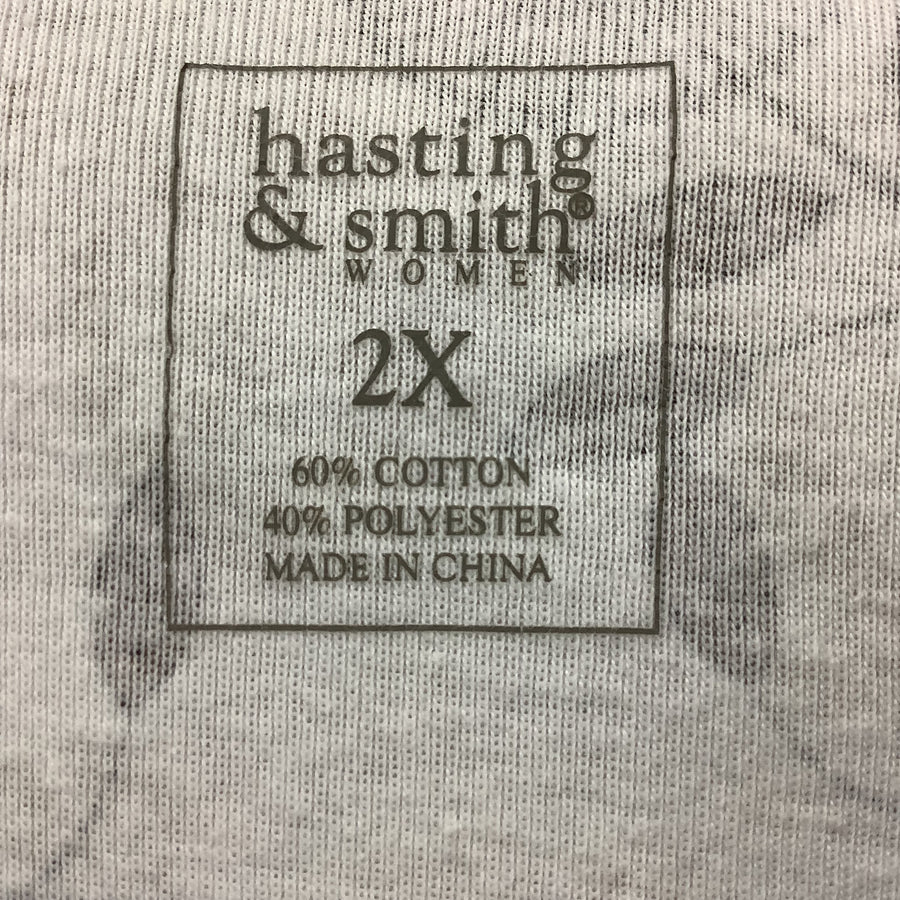 hasting
& smith®
WOMEN
2X
60% COTTON
40% POLYESTER
MADE IN CHINA